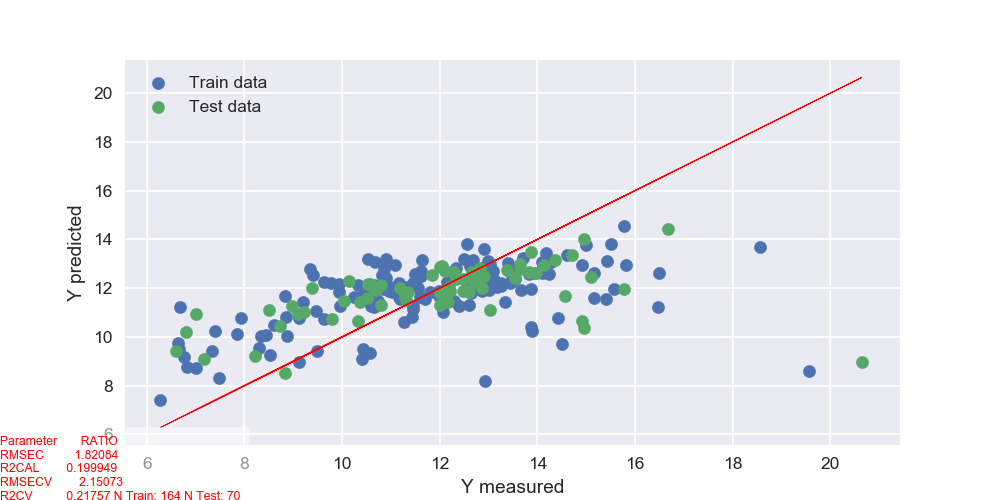 Train data
Test data
20
18
16
14
12
10
8
6
Y predicted
6 8 10 12 14 16 18 20
Y measured
Parameter RATIO
RMSEC 1.82084
R2CAL 0.199949
RMSECV 2.15073
R2CV 0.21757 N Train: 164 N Test: 70